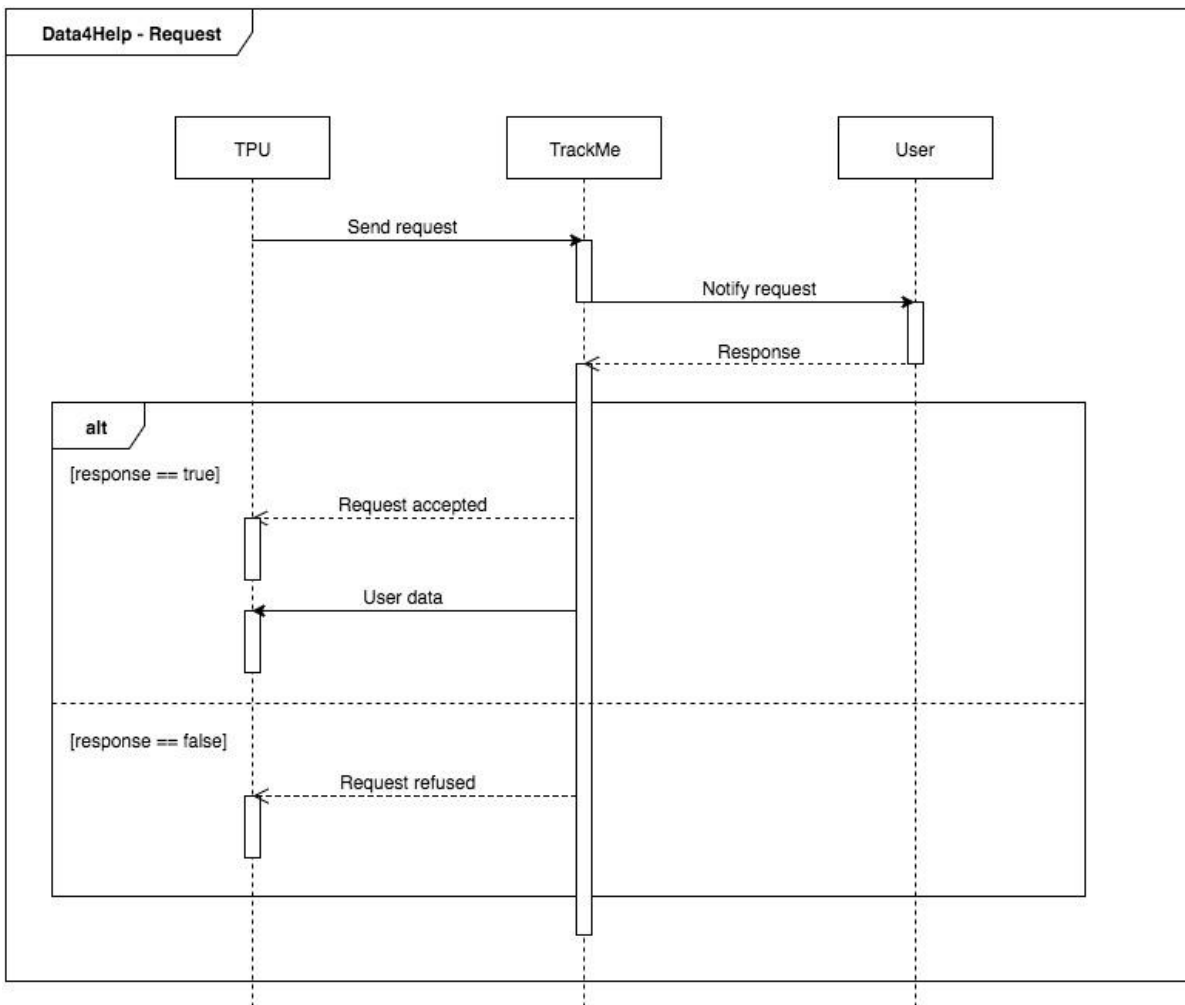 Data4Help - Request
TPU
TrackMe
User
Send request
Notify request
Response
alt
[response == true]
Request accepted
User data
[response == false]
Request refused